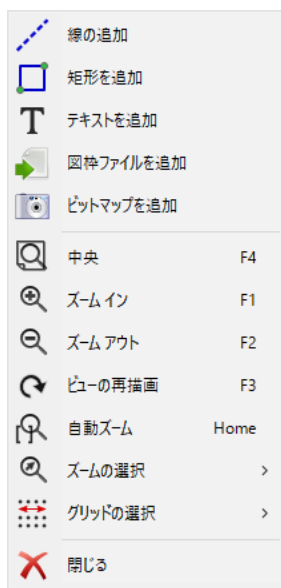 線の追加
矩形を追加
テキストを追加
図枠ファイルを追加
ビットマップを追加
中央 F4
ズーム イン F1
ズーム アウト F2
ビューの再描画 F3
自動ズーム Home
ズームの選択
グリッドの選択
閉じる